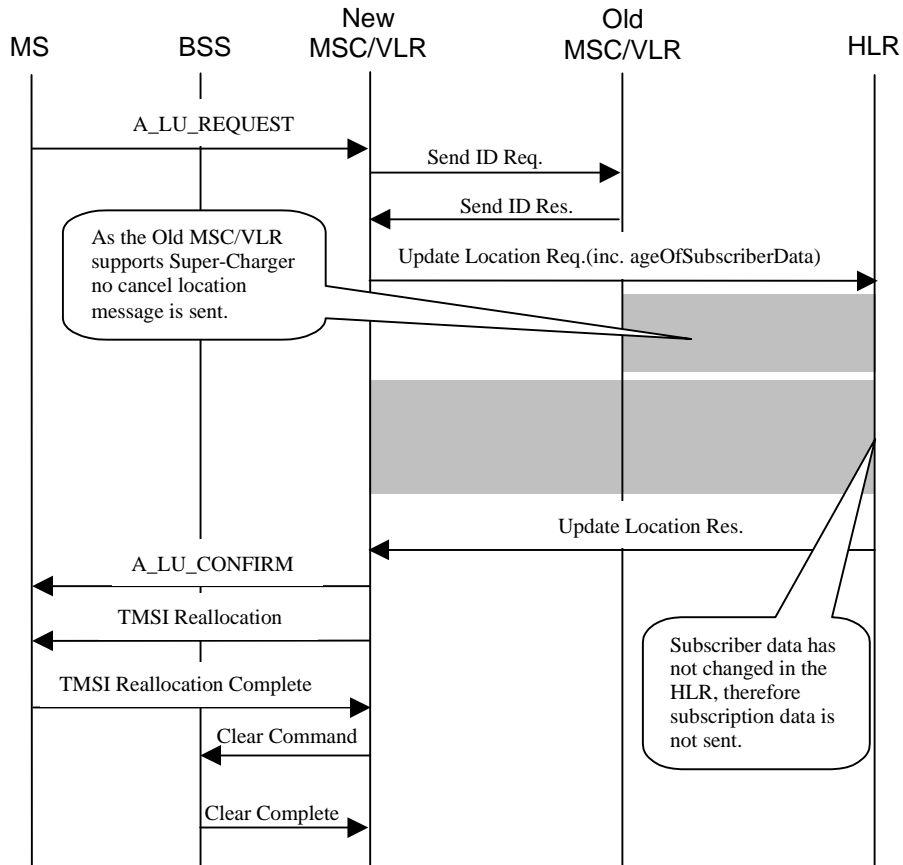 MS
BSS
New
MSC/VLR
Old
MSC/VLR
HLR
A_LU_REQUEST
Send ID Req.
Send ID Res.
As the Old MSC/VLR
supports Super-Charger
no cancel location
message is sent.
Update Location Req.(inc. ageOfSubscriberData)
Update Location Res.
A_LU_CONFIRM
TMSI Reallocation
Subscriber data has
not changed in the
HLR, therefore
subscription data is
not sent.
TMSI Reallocation Complete
Clear Command
Clear Complete